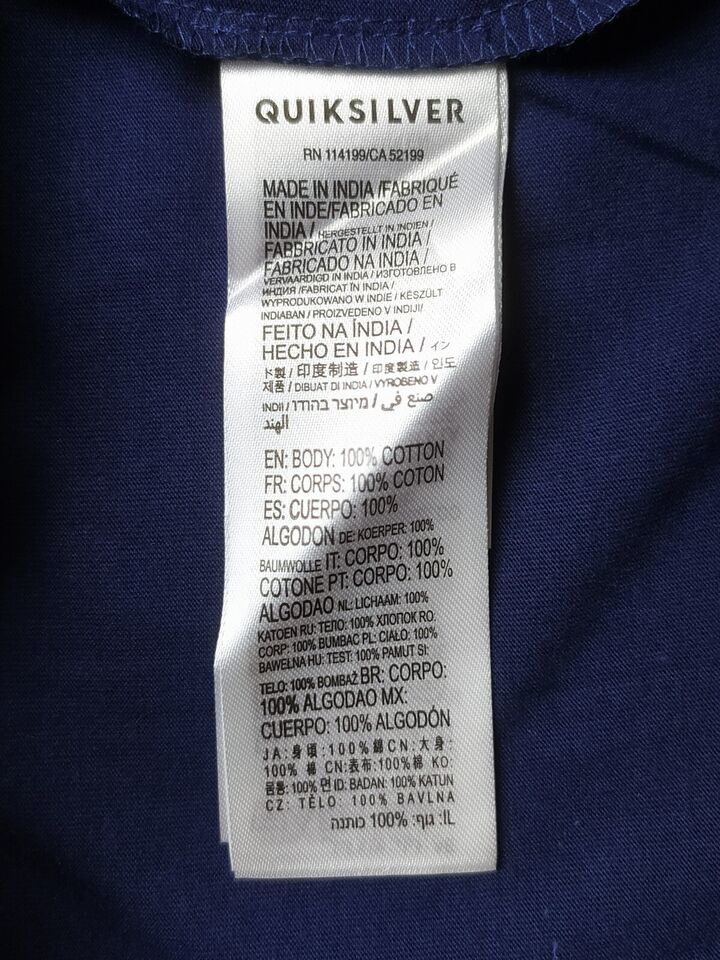 QUIKSILVER
RN 114199/CA 52199
MADE IN INDIA /FABRIQUÉ
EN INDE/FABRICADO EN
INDIA / HERGESTELLT IN INDIEN /
FABBRICATO IN INDIA /
FABRICADO NA INDIA /
VERVAARDIGD IN INDIA / ИЗГОТОВЛЕНО В
ИНДИЯ /FABRICAT ÎN INDIA /
WYPRODUKOWANO W INDIE / KÉSZÜLT
INDIABAN / PROIZVEDENO V INDIJI/
FEITO NA ÍNDIA /
HECHO EN INDIA / イン
ド製 / 印度制造 / 印度製造 / 인도
제품 / DIBUAT DI INDIA / VYROBENO V
INDII / מיוצר בהודו / صنع في
الهند
EN: BODY: 100% COTTON
FR: CORPS: 100% COTON
ES: CUERPO: 100%
ALGODON DE: KOERPER: 100%
BAUMWOLLE IT: CORPO: 100%
COTONE PT: CORPO: 100%
ALGODAO NL: LICHAAM: 100%
KATOEN RU: ТЕЛО: 100% ХЛОПОК RO:
CORP: 100% BUMBAC PL: CIAŁO: 100%
BAWEŁNA HU: TEST: 100% PAMUT SI:
TELO: 100% BOMBAŽ BR: CORPO:
100% ALGODAO MX:
CUERPO: 100% ALGODÓN
JA:身頃:100%綿 CN:大身:
100% 棉 CN:表布:100%棉 KO:
몸통: 100% 면 ID: BADAN: 100% KATUN
CZ: TĚLO: 100% BAVLNA
IL: גוף: 100% כותנה